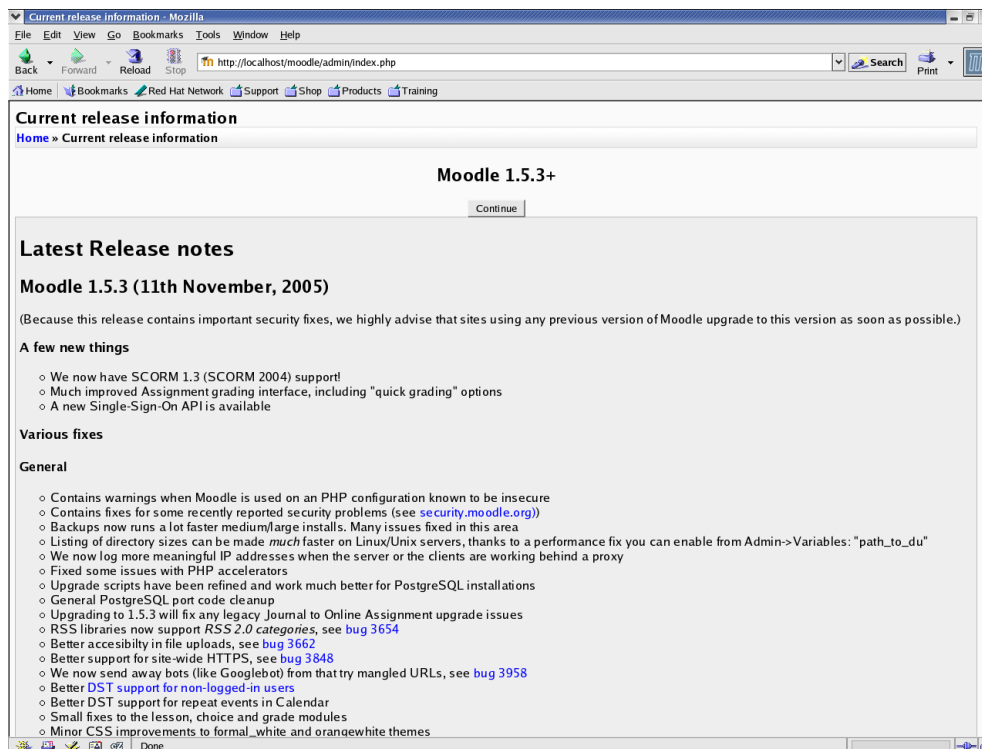 Current release information - Mozilla
File Edit View Go Bookmarks Tools Window Help
Back Forward Reload Stop http://localhost/moodle/admin/index.php Search Print
Home Bookmarks Red Hat Network Support Shop Products Training
Current release information
Home » Current release information
Moodle 1.5.3+
Continue
Latest Release notes
Moodle 1.5.3 (11th November, 2005)
(Because this release contains important security fixes, we highly advise that sites using any previous version of Moodle upgrade to this version as soon as possible.)
A few new things
We now have SCORM 1.3 (SCORM 2004) support!
Much improved Assignment grading interface, including "quick grading" options
A new Single-Sign-On API is available
Various fixes
General
Contains warnings when Moodle is used on an PHP configuration known to be insecure
Contains fixes for some recently reported security problems (see security.moodle.org))
Backups now runs a lot faster medium/large installs. Many issues fixed in this area
Listing of directory sizes can be made much faster on Linux/Unix servers, thanks to a performance fix you can enable from Admin->Variables: "path_to_du"
We now log more meaningful IP addresses when the server or the clients are working behind a proxy
Fixed some issues with PHP accelerators
Upgrade scripts have been refined and work much better for PostgreSQL installations
General PostgreSQL port code cleanup
Upgrading to 1.5.3 will fix any legacy Journal to Online Assignment upgrade issues
RSS libraries now support RSS 2.0 categories, see bug 3654
Better accesibilty in file uploads, see bug 3662
Better support for site-wide HTTPS, see bug 3848
We now send away bots (like Googlebot) from that try mangled URLs, see bug 3958
Better DST support for non-logged-in users
Better DST support for repeat events in Calendar
Small fixes to the lesson, choice and grade modules
Minor CSS improvements to formal_white and orangewhite themes
Done